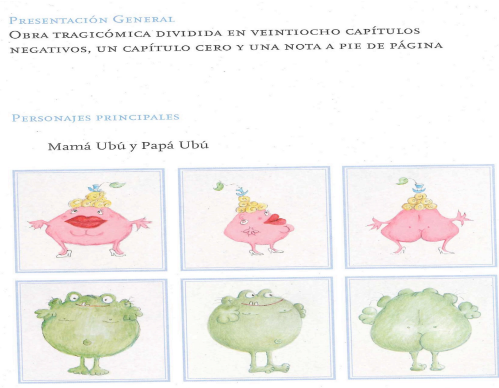 Presentación General
Obra tragicómica dividida en veintiocho capítulos
negativos, un capítulo cero y una nota a pie de página
Personajes principales
Mamá Ubú y Papá Ubú